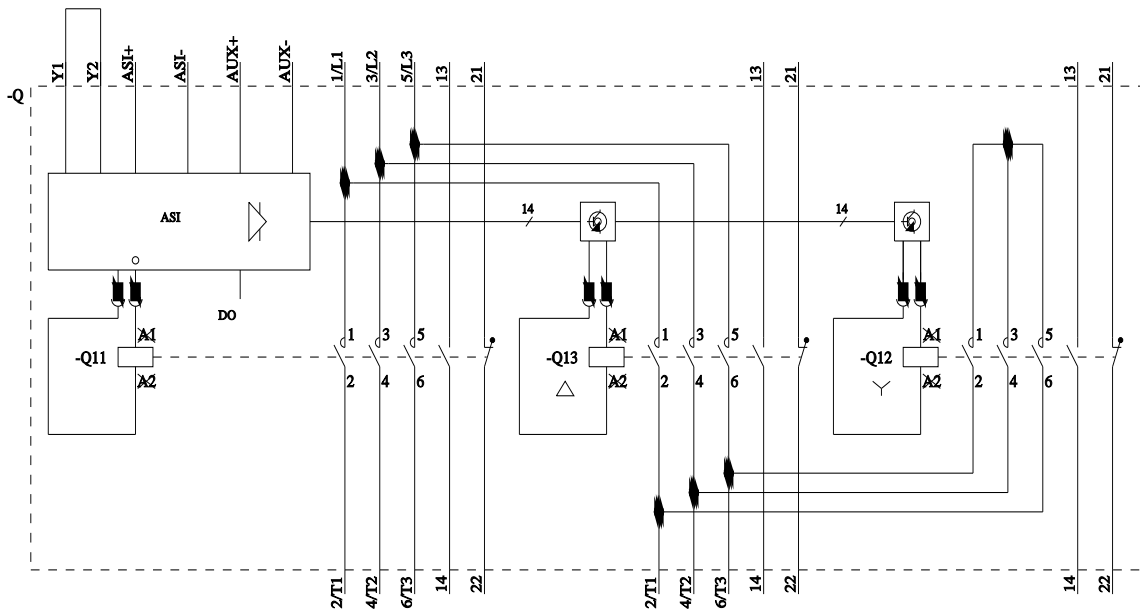 Y1 Y2 ASI+ ASI- AUX+ AUX- 1/L1 3/L2 5/L3 13 21 13 21 13 21
-Q
ASI 14 14
DO
A1 1 3 5 A1 1 3 5 A1 1 3 5
-Q11 -Q13 -Q12
A2 2 4 6 A2 2 4 6 A2 2 4 6
2/T1 4/T2 6/T3 14 22 2/T1 4/T2 6/T3 14 22 14 22